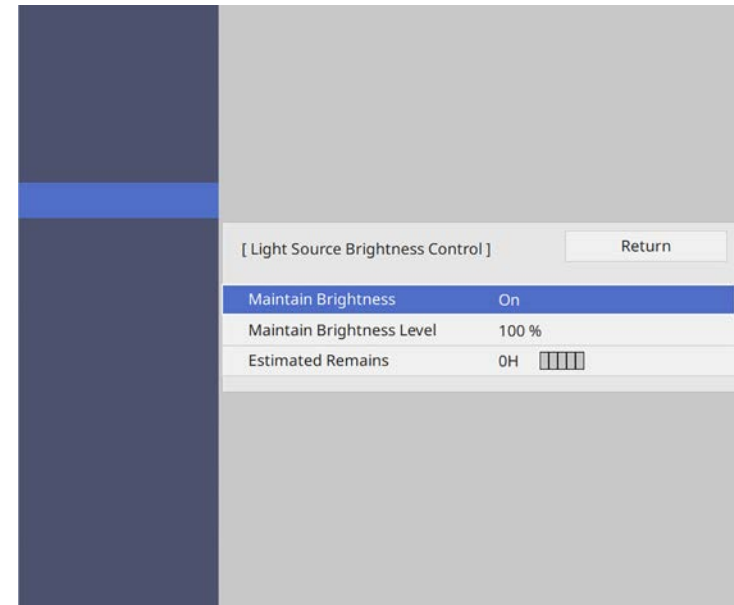 [ Light Source Brightness Control ] Return
Maintain Brightness On
Maintain Brightness Level 100 %
Estimated Remains 0H